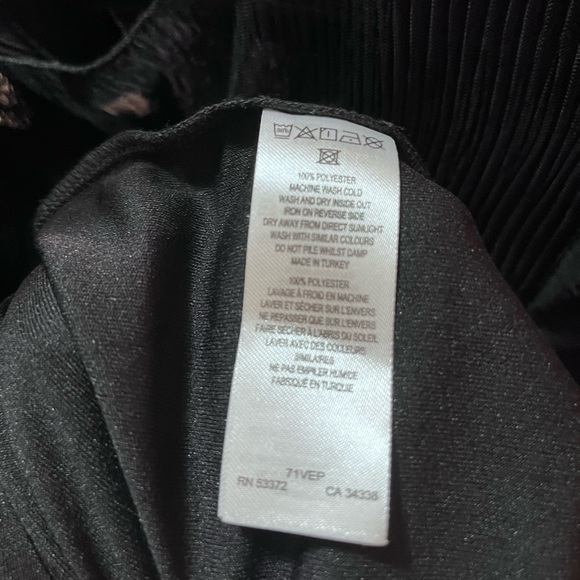 100% POLYESTER
MACHINE WASH COLD
WASH AND DRY INSIDE OUT
IRON ON REVERSE SIDE
DRY AWAY FROM DIRECT SUNLIGHT
WASH WITH SIMILAR COLOURS
DO NOT PILE WHILST DAMP
MADE IN TURKEY
100% POLYESTER
LAVAGE À FROID EN MACHINE
LAVER ET SÉCHER SUR L'ENVERS
NE REPASSER QUE SUR L'ENVERS
FAIRE SÉCHER À L'ABRIS DU SOLEIL
LAVER AVEC DES COULEURS
SIMILAIRES
NE PAS EMPILER HUMIDE
FABRIQUÉ EN TURQUIE
71VEP
RN 53372 CA 34338